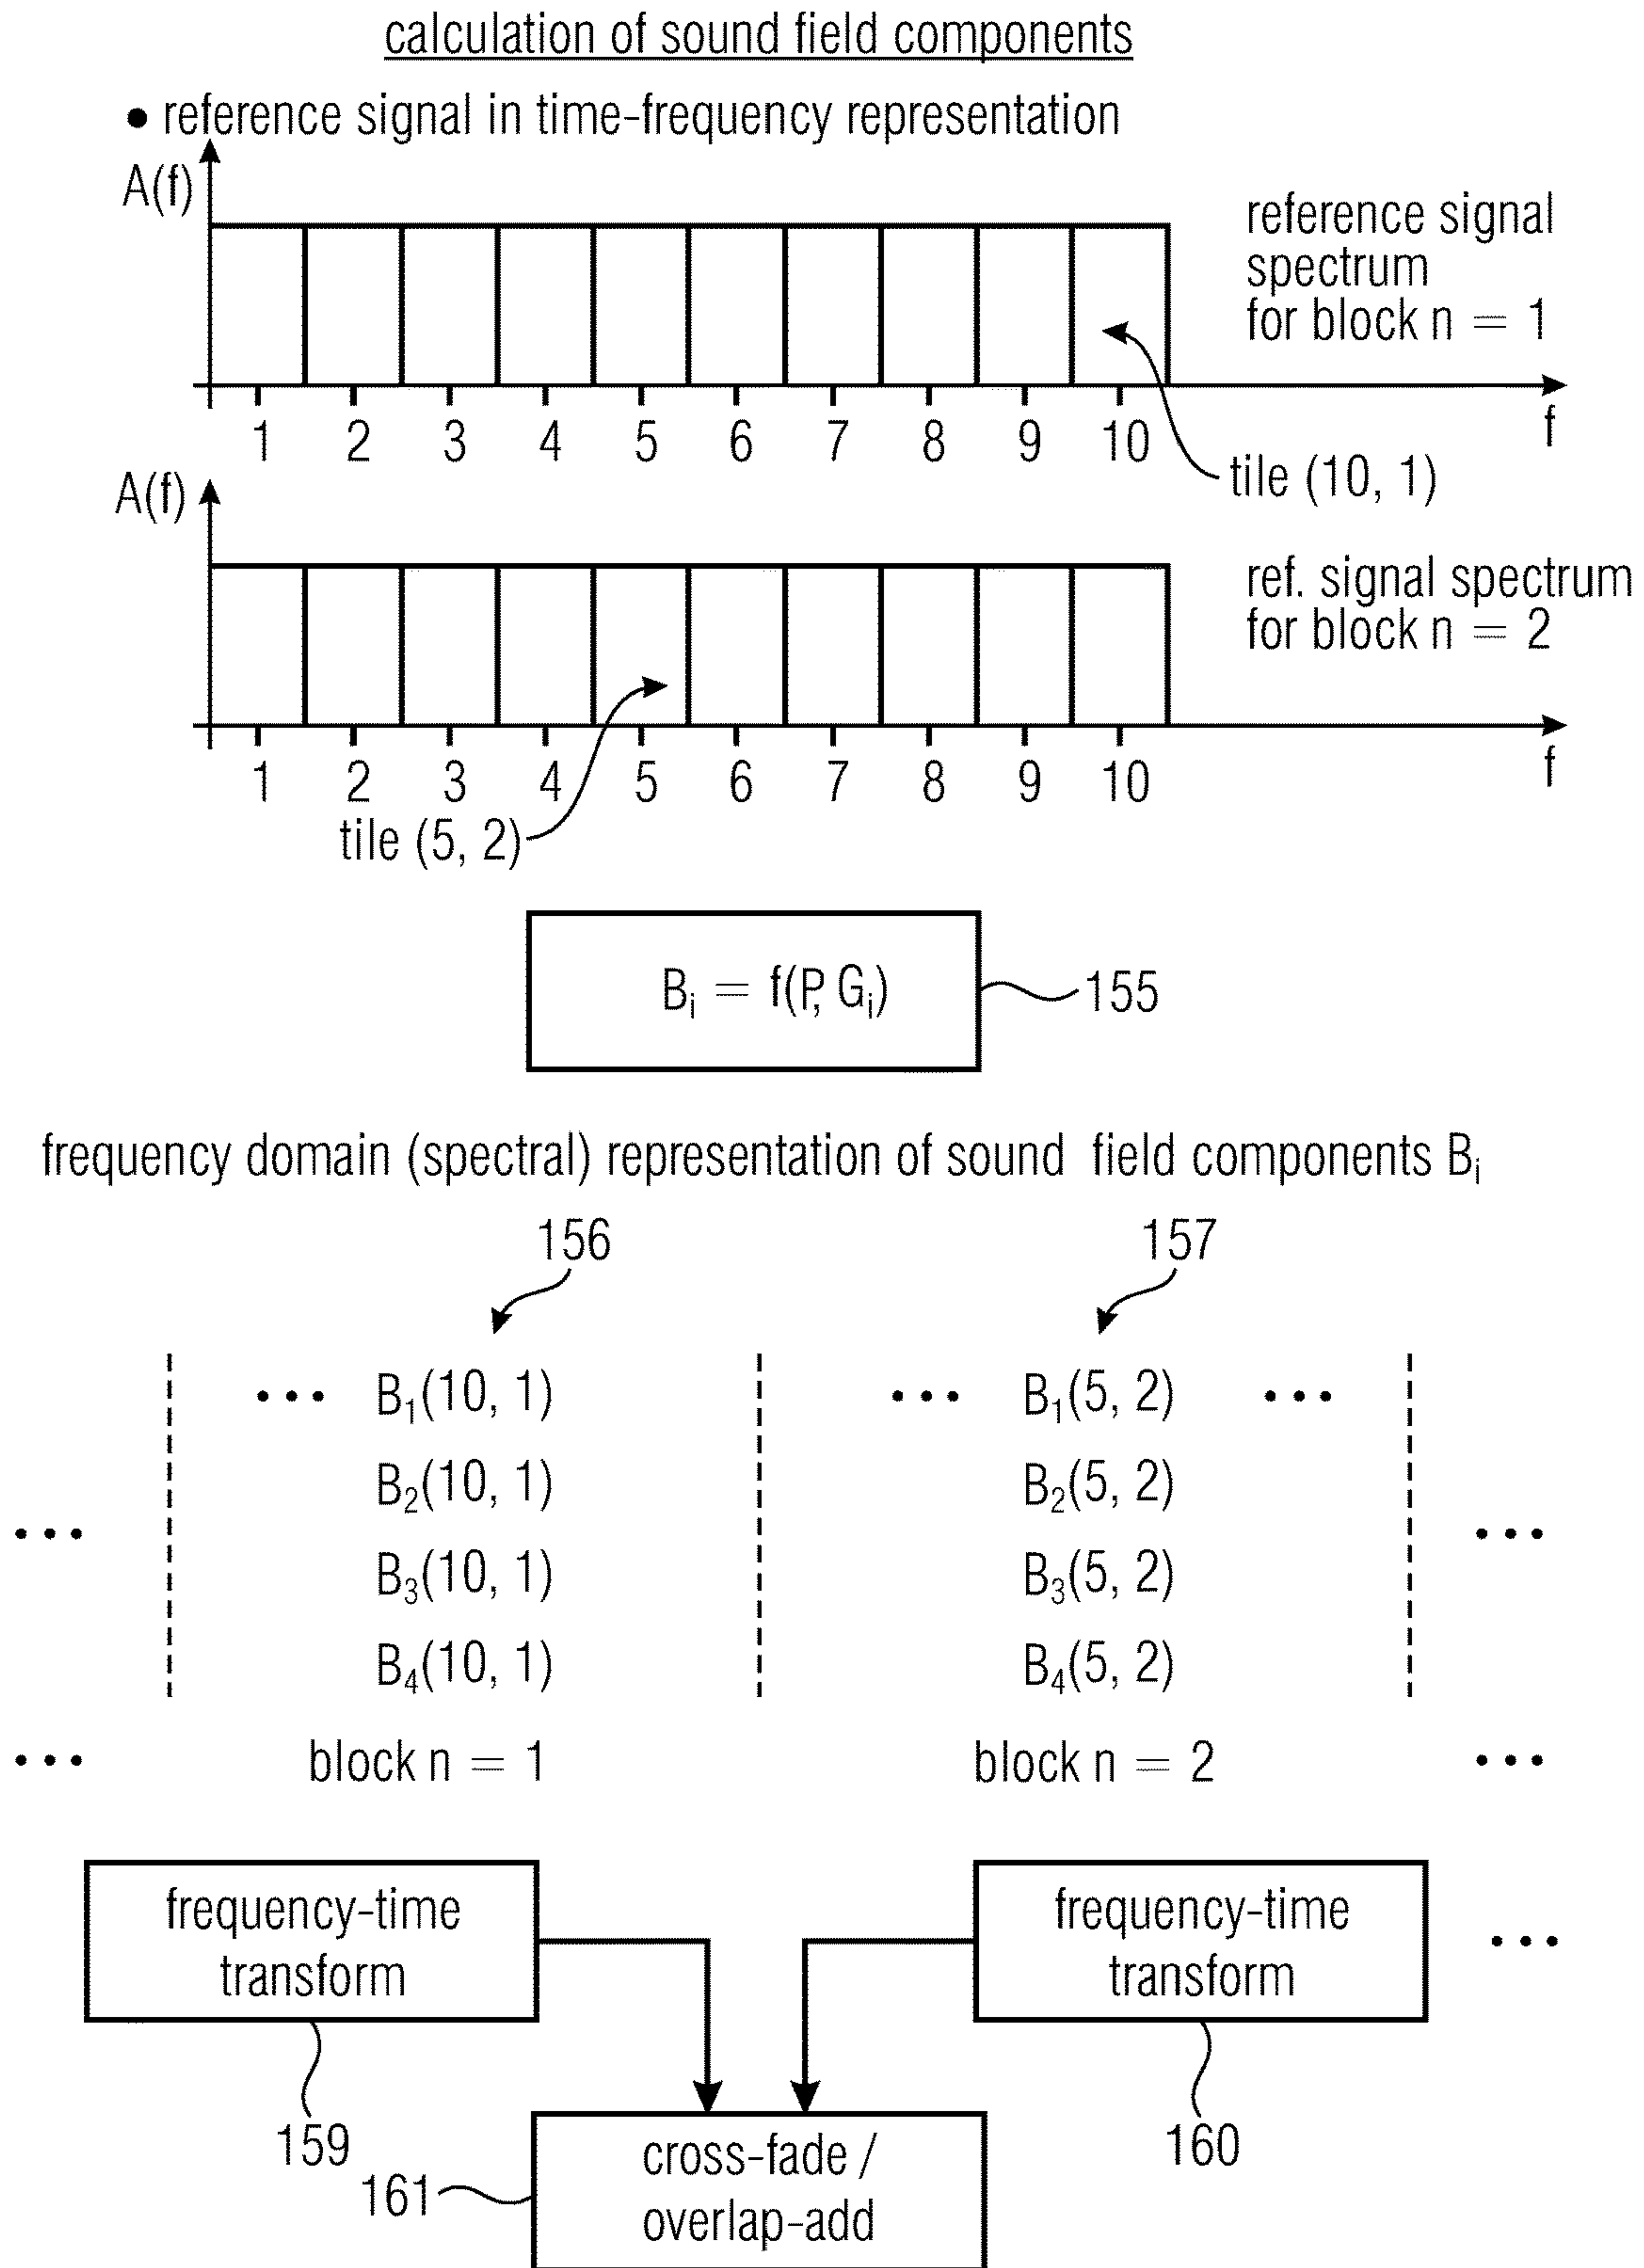 calculation of sound field components
• reference signal in time-frequency representation
A(f)
reference signal
spectrum
for block n = 1
1 2 3 4 5 6 7 8 9 10 f
tile (10, 1)
A(f)
ref. signal spectrum
for block n = 2
1 2 3 4 5 6 7 8 9 10 f
tile (5, 2)
Bi = f(P, Gi)
155
frequency domain (spectral) representation of sound field components Bi
156 157
••• B1(10, 1) ••• B1(5, 2) •••
B2(10, 1) B2(5, 2)
••• •••
B3(10, 1) B3(5, 2)
B4(10, 1) B4(5, 2)
••• block n = 1 block n = 2 •••
frequency-time
transform
frequency-time
transform
•••
159
160
161
cross-fade /
overlap-add